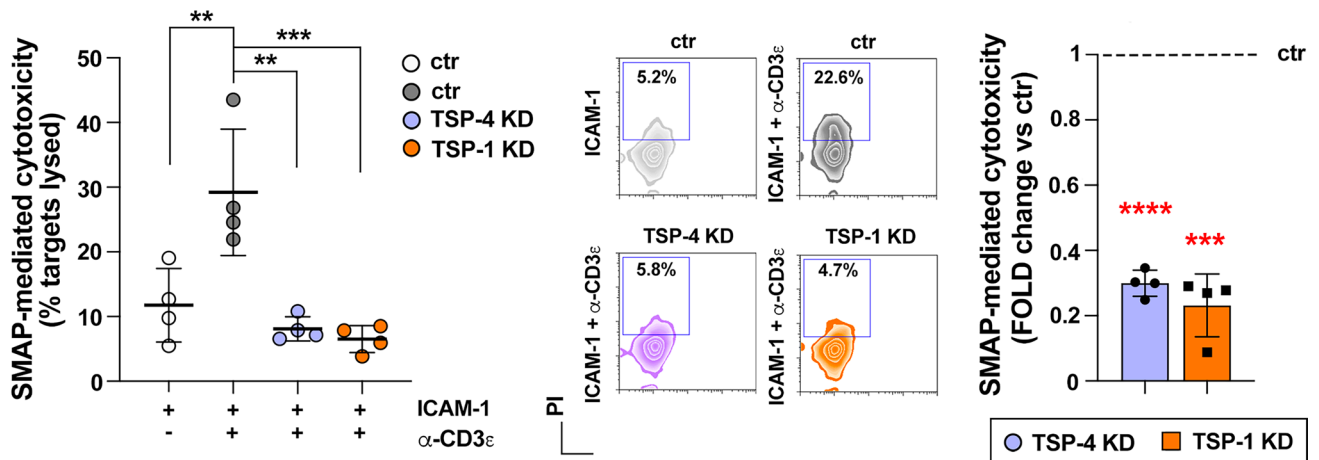 SMAP-mediated cytotoxicity
(% targets lysed)
50
40
30
20
10
0
**
***
**
ctr
ctr
TSP-4 KD
TSP-1 KD
+ + + + ICAM-1
- + + + α-CD3ε
ctr
ICAM-1
5.2%
ctr
ICAM-1 + α-CD3ε
22.6%
TSP-4 KD
ICAM-1 + α-CD3ε
5.8%
TSP-1 KD
ICAM-1 + α-CD3ε
4.7%
PI
SMAP-mediated cytotoxicity
(FOLD change vs ctr)
1
0.8
0.6
0.4
0.2
0
ctr
****
***
TSP-4 KD TSP-1 KD